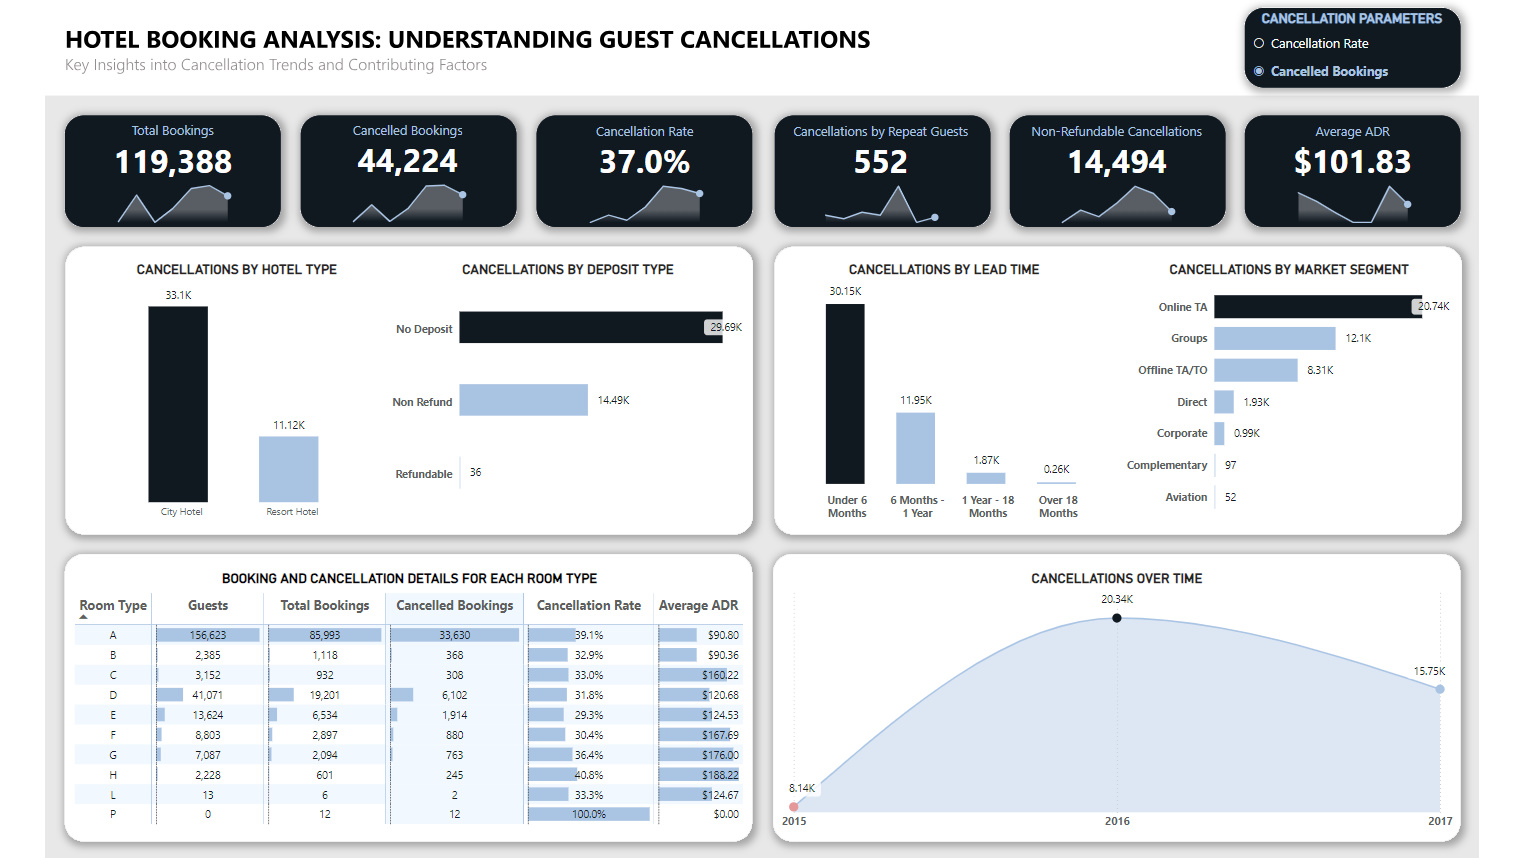 HOTEL BOOKING ANALYSIS: UNDERSTANDING GUEST CANCELLATIONS
Key Insights into Cancellation Trends and Contributing Factors
CANCELLATION PARAMETERS
Cancellation Rate
Cancelled Bookings
Total Bookings
119,388
Cancelled Bookings
44,224
Cancellation Rate
37.0%
Cancellations by Repeat Guests
552
Non-Refundable Cancellations
14,494
Average ADR
$101.83
CANCELLATIONS BY HOTEL TYPE
33.1K
11.12K
City Hotel
Resort Hotel
CANCELLATIONS BY DEPOSIT TYPE
No Deposit 29.69K
Non Refund 14.49K
Refundable 36
CANCELLATIONS BY LEAD TIME
30.15K
11.95K
1.87K
0.26K
Under 6
Months
6 Months -
1 Year
1 Year - 18
Months
Over 18
Months
CANCELLATIONS BY MARKET SEGMENT
Online TA 20.74K
Groups 12.1K
Offline TA/TO 8.31K
Direct 1.93K
Corporate 0.99K
Complementary 97
Aviation 52
BOOKING AND CANCELLATION DETAILS FOR EACH ROOM TYPE
Room Type Guests Total Bookings Cancelled Bookings Cancellation Rate Average ADR
A 156,623 85,993 33,630 39.1% $90.80
B 2,385 1,118 368 32.9% $90.36
C 3,152 932 308 33.0% $160.22
D 41,071 19,201 6,102 31.8% $120.68
E 13,624 6,534 1,914 29.3% $124.53
F 8,803 2,897 880 30.4% $167.69
G 7,087 2,094 763 36.4% $176.00
H 2,228 601 245 40.8% $188.22
L 13 6 2 33.3% $124.67
P 0 12 12 100.0% $0.00
CANCELLATIONS OVER TIME
20.34K
15.75K
8.14K
2015
2016
2017